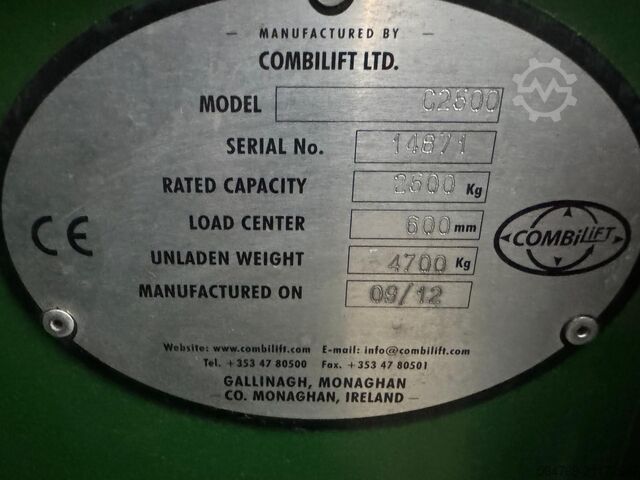 MANUFACTURED BY
COMBILIFT LTD.
MODEL C2500
SERIAL No. 14671
RATED CAPACITY 2500 Kg
LOAD CENTER 600 mm
UNLADEN WEIGHT 4700 Kg
MANUFACTURED ON 09/12
CE
COMBiLIFT
Website: www.combilift.com E-mail: info@combilift.com
Tel. +353 47 80500 Fax. +353 47 80501
GALLINAGH, MONAGHAN
CO. MONAGHAN, IRELAND